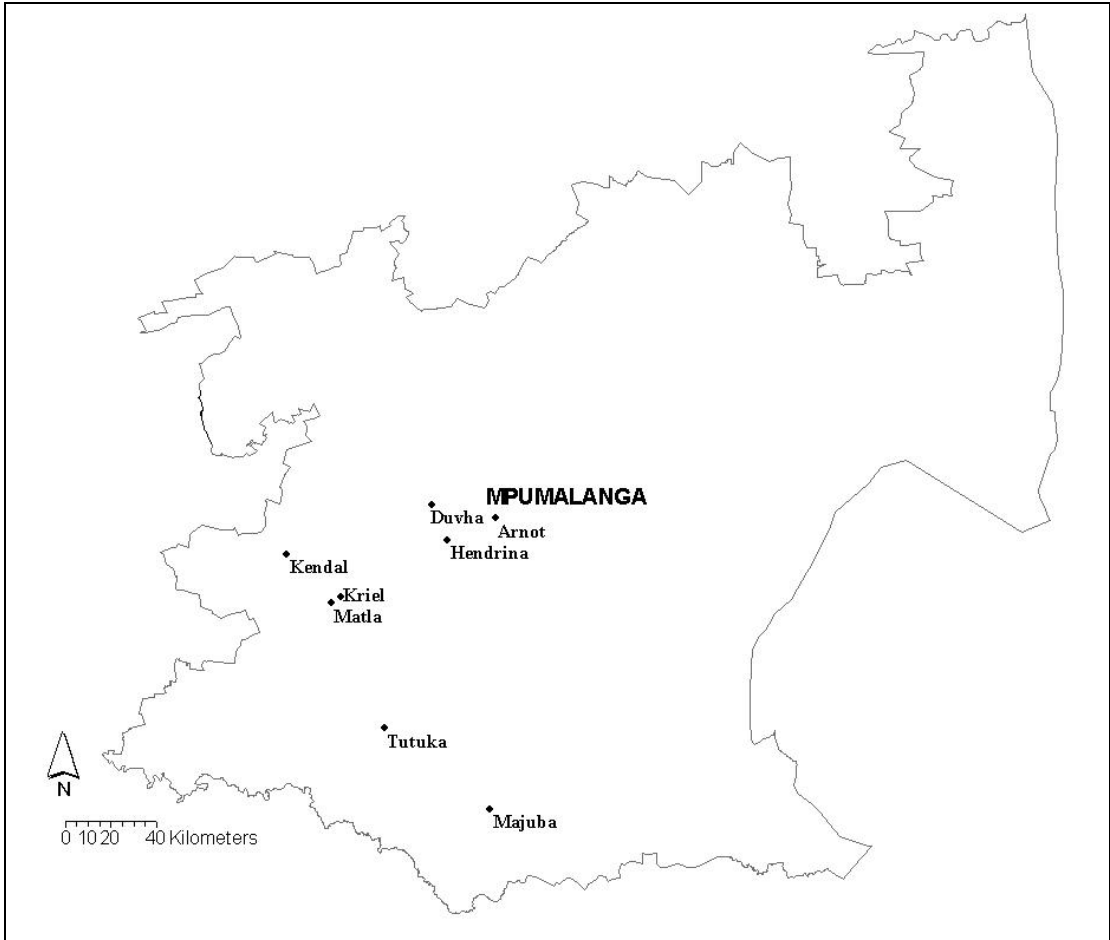 MPUMALANGA
Duvha
Arnot
Hendrina
Kendal
Kriel
Matla
Tutuka
N
Majuba
0 10 20 40 Kilometers